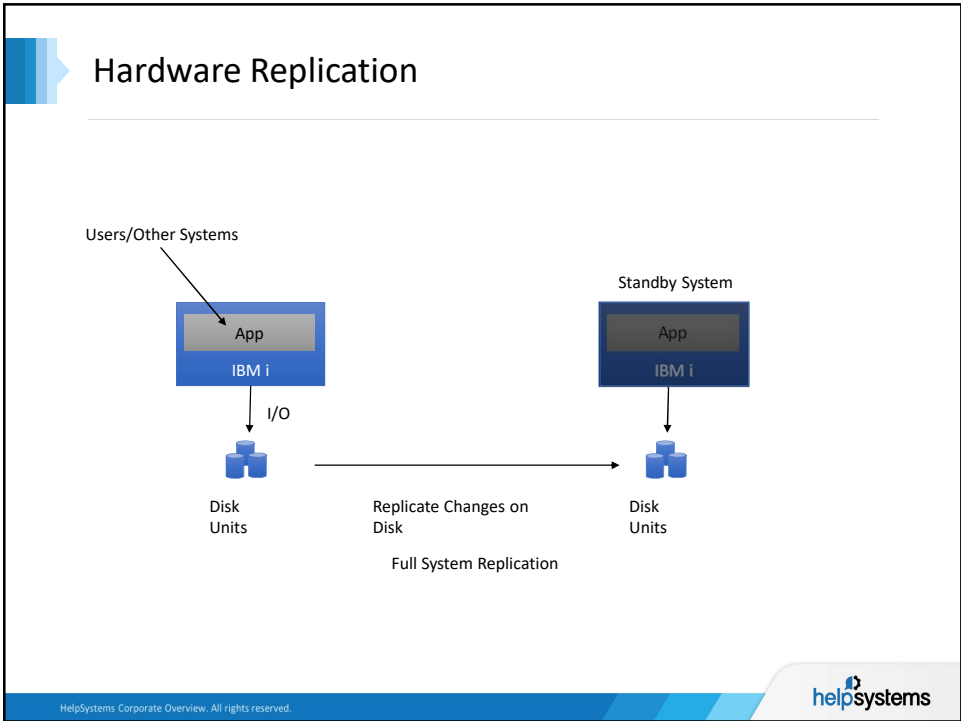 Hardware Replication
Users/Other Systems
Standby System
App
IBM i
App
IBM i
I/O
Disk
Units
Replicate Changes on
Disk
Disk
Units
Full System Replication
HelpSystems Corporate Overview. All rights reserved.
helpsystems